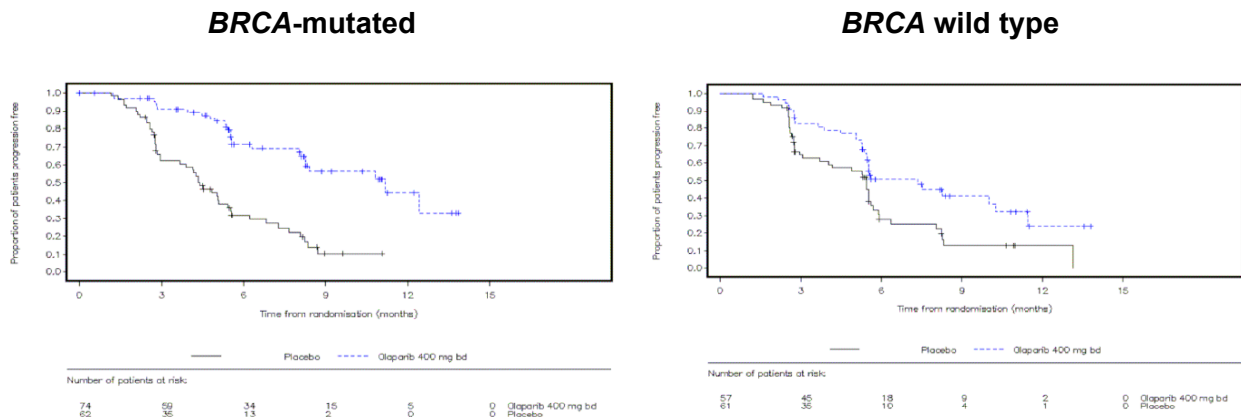 BRCA-mutated
Proportion of patients progression free
1.0
0.9
0.8
0.7
0.6
0.5
0.4
0.3
0.2
0.1
0.0
0 3 6 9 12 15
Time from randomisation (months)
Placebo Olaparib 400 mg bd
Number of patients at risk:
74 59 34 15 5 0 Olaparib 400 mg bd
62 35 13 2 0 0 Placebo
BRCA wild type
Proportion of patients progression free
1.0
0.9
0.8
0.7
0.6
0.5
0.4
0.3
0.2
0.1
0.0
0 3 6 9 12 15
Time from randomisation (months)
Placebo Olaparib 400 mg bd
Number of patients at risk:
57 45 18 9 2 0 Olaparib 400 mg bd
61 35 10 4 1 0 Placebo